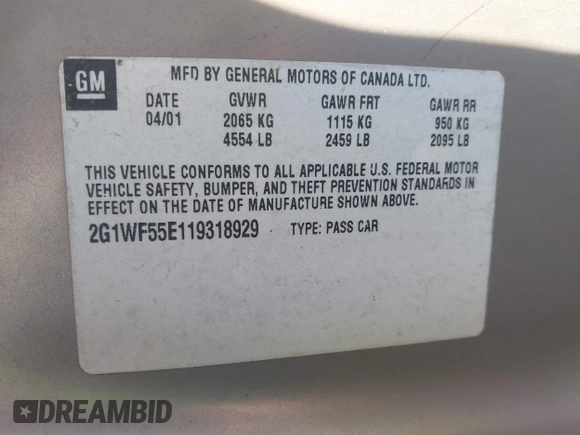 GM
MFD BY GENERAL MOTORS OF CANADA LTD.
DATE GVWR GAWR FRT GAWR RR
04/01 2065 KG 1115 KG 950 KG
4554 LB 2459 LB 2095 LB
THIS VEHICLE CONFORMS TO ALL APPLICABLE U.S. FEDERAL MOTOR
VEHICLE SAFETY, BUMPER, AND THEFT PREVENTION STANDARDS IN
EFFECT ON THE DATE OF MANUFACTURE SHOWN ABOVE.
2G1WF55E119318929 TYPE: PASS CAR
DREAMBID